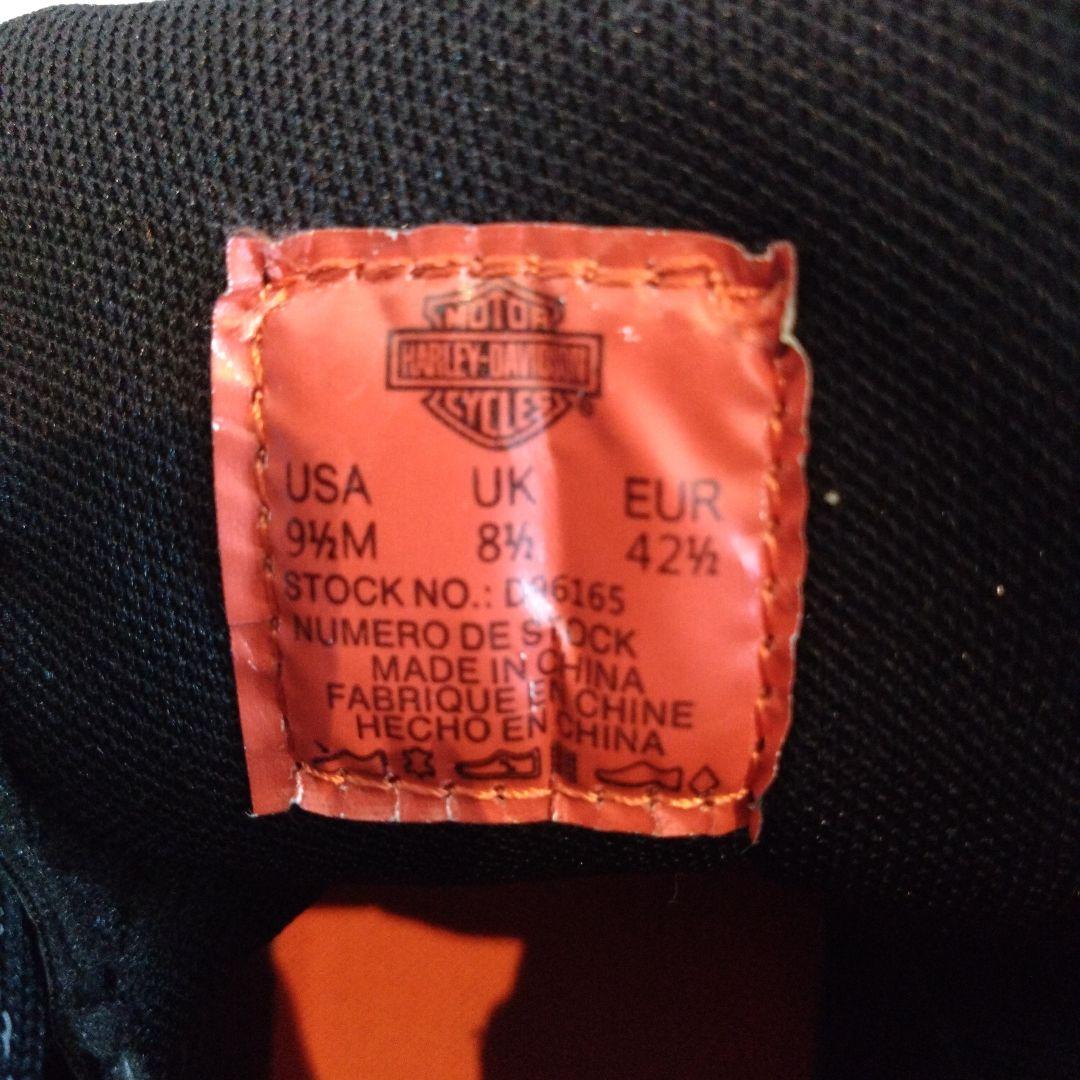 MOTOR
HARLEY-DAVIDSON
CYCLES®
USA UK EUR
9½M 8½ 42½
STOCK NO.: D96165
NUMERO DE STOCK
MADE IN CHINA
FABRIQUE EN CHINE
HECHO EN CHINA